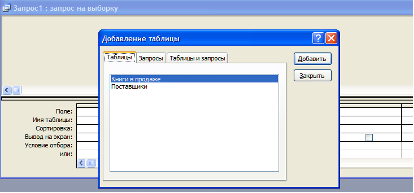 Запрос1 : запрос на выборку
Добавление таблицы
Таблицы
Запросы
Таблицы и запросы
Добавить
Закрыть
Книги в продаже
Поставщики
Поле:
Имя таблицы:
Сортировка:
Вывод на экран:
Условие отбора:
или: